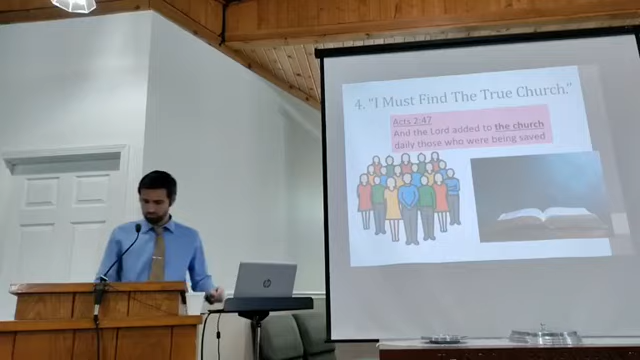 4. "I Must Find The True Church."
Acts 2:47
And the Lord added to the church
daily those who were being saved
hp